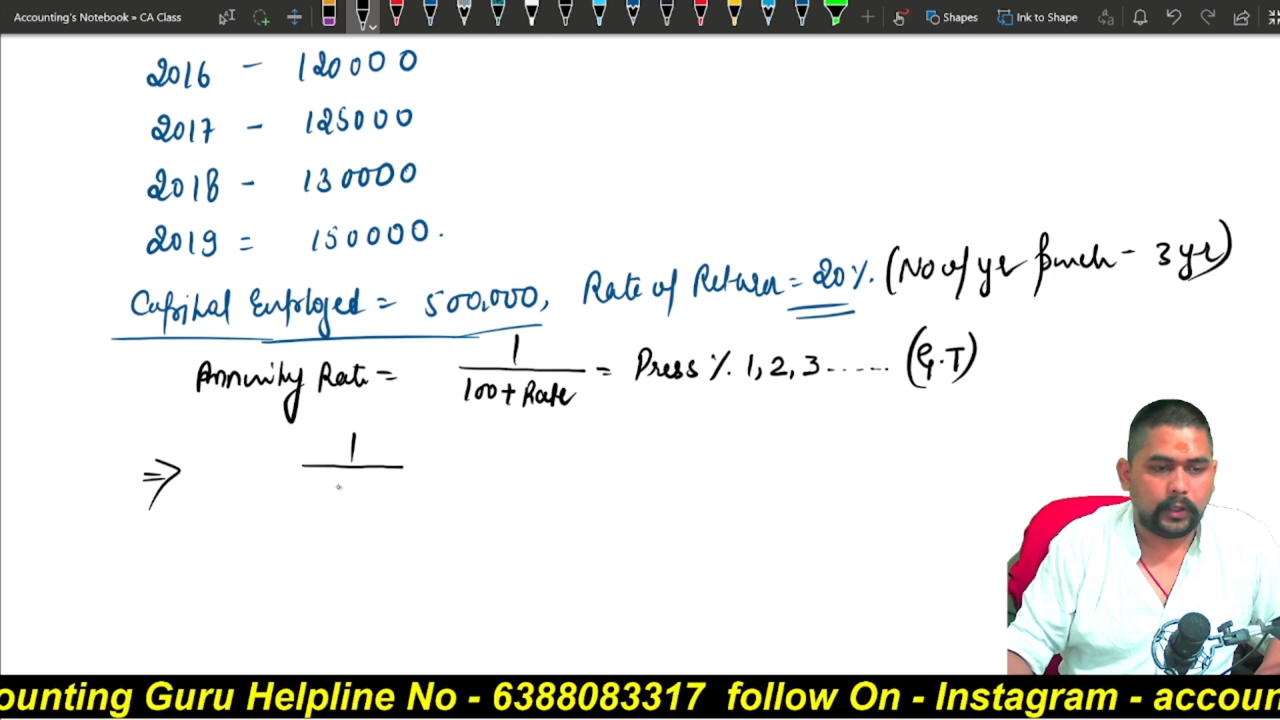 Accounting's Notebook » CA Class
Shapes
Ink to Shape
2016 - 120000
2017 - 125000
2018 - 130000
2019 = 150000.
Capital Employed = 500,000, Rate of Return = 20%. (No of yr - 3 yr)
Annuity Rate = 1 / 100 + Rate = Press %. 1, 2, 3 ...... (G.T)
⇒ 1
ounting Guru Helpline No - 6388083317 follow On - Instagram - accoun